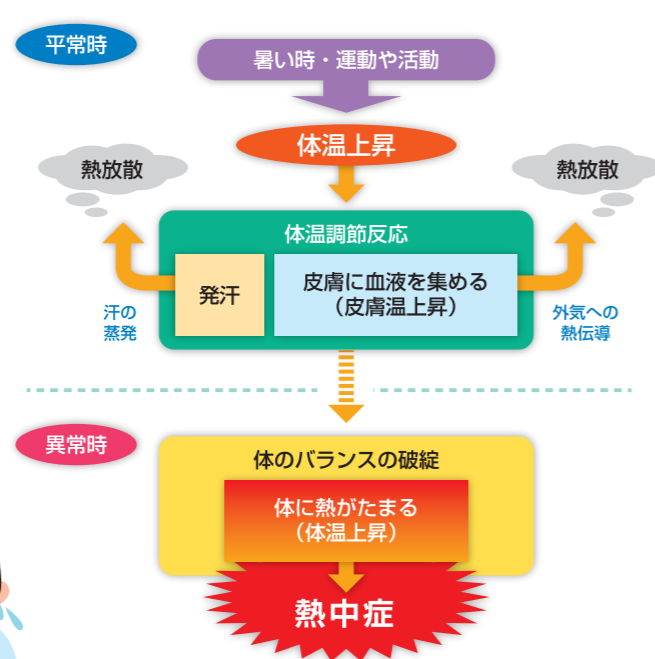 平常時
暑い時・運動や活動
体温上昇
熱放散
熱放散
体温調節反応
発汗
皮膚に血液を集める
（皮膚温上昇）
汗の
蒸発
外気への
熱伝導
異常時
体のバランスの破綻
体に熱がたまる
（体温上昇）
熱中症